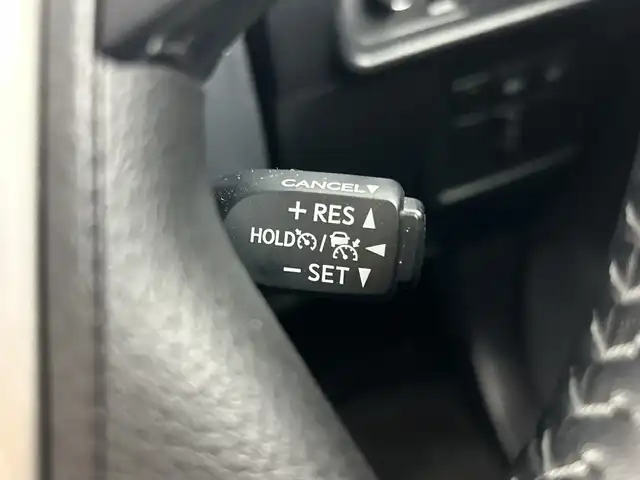 CANCEL▼
+ RES ▲
HOLD / ◀
− SET ▼